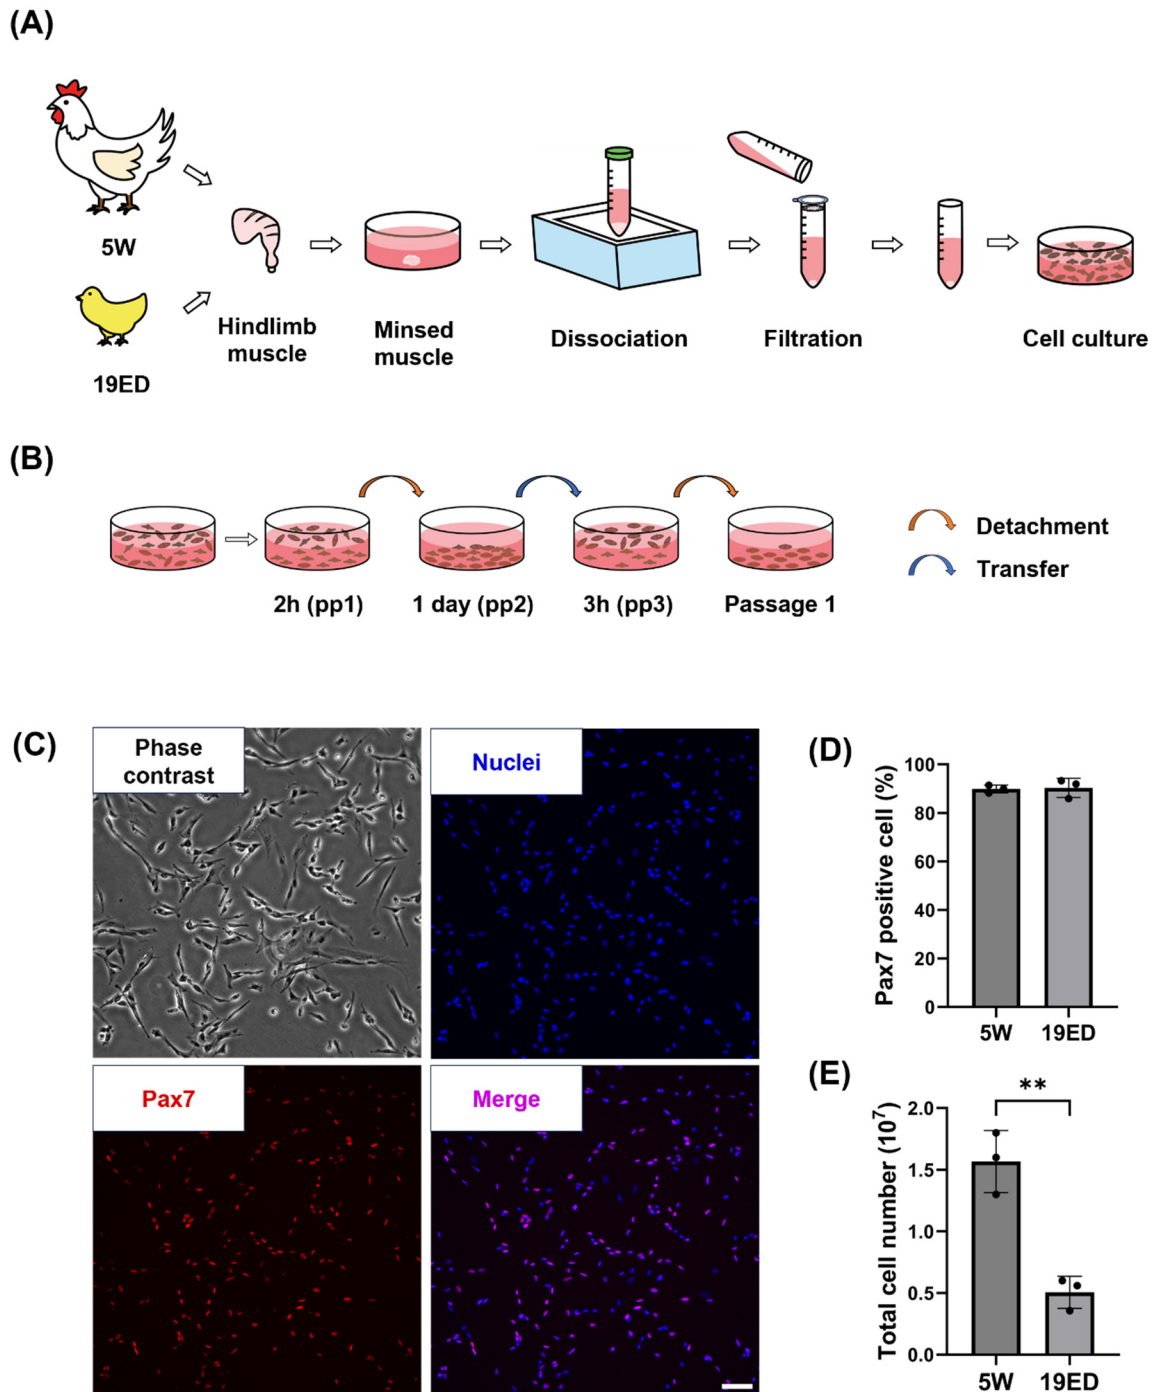 (A)
5W
19ED
Hindlimb
muscle
Minsed
muscle
Dissociation
Filtration
Cell culture
(B)
2h (pp1)
1 day (pp2)
3h (pp3)
Passage 1
Detachment
Transfer
(C)
Phase
contrast
Nuclei
Pax7
Merge
(D)
Pax7 positive cell (%)
100
80
60
40
20
0
5W
19ED
(E)
**
Total cell number (10⁷)
2.0
1.5
1.0
0.5
0.0
5W
19ED